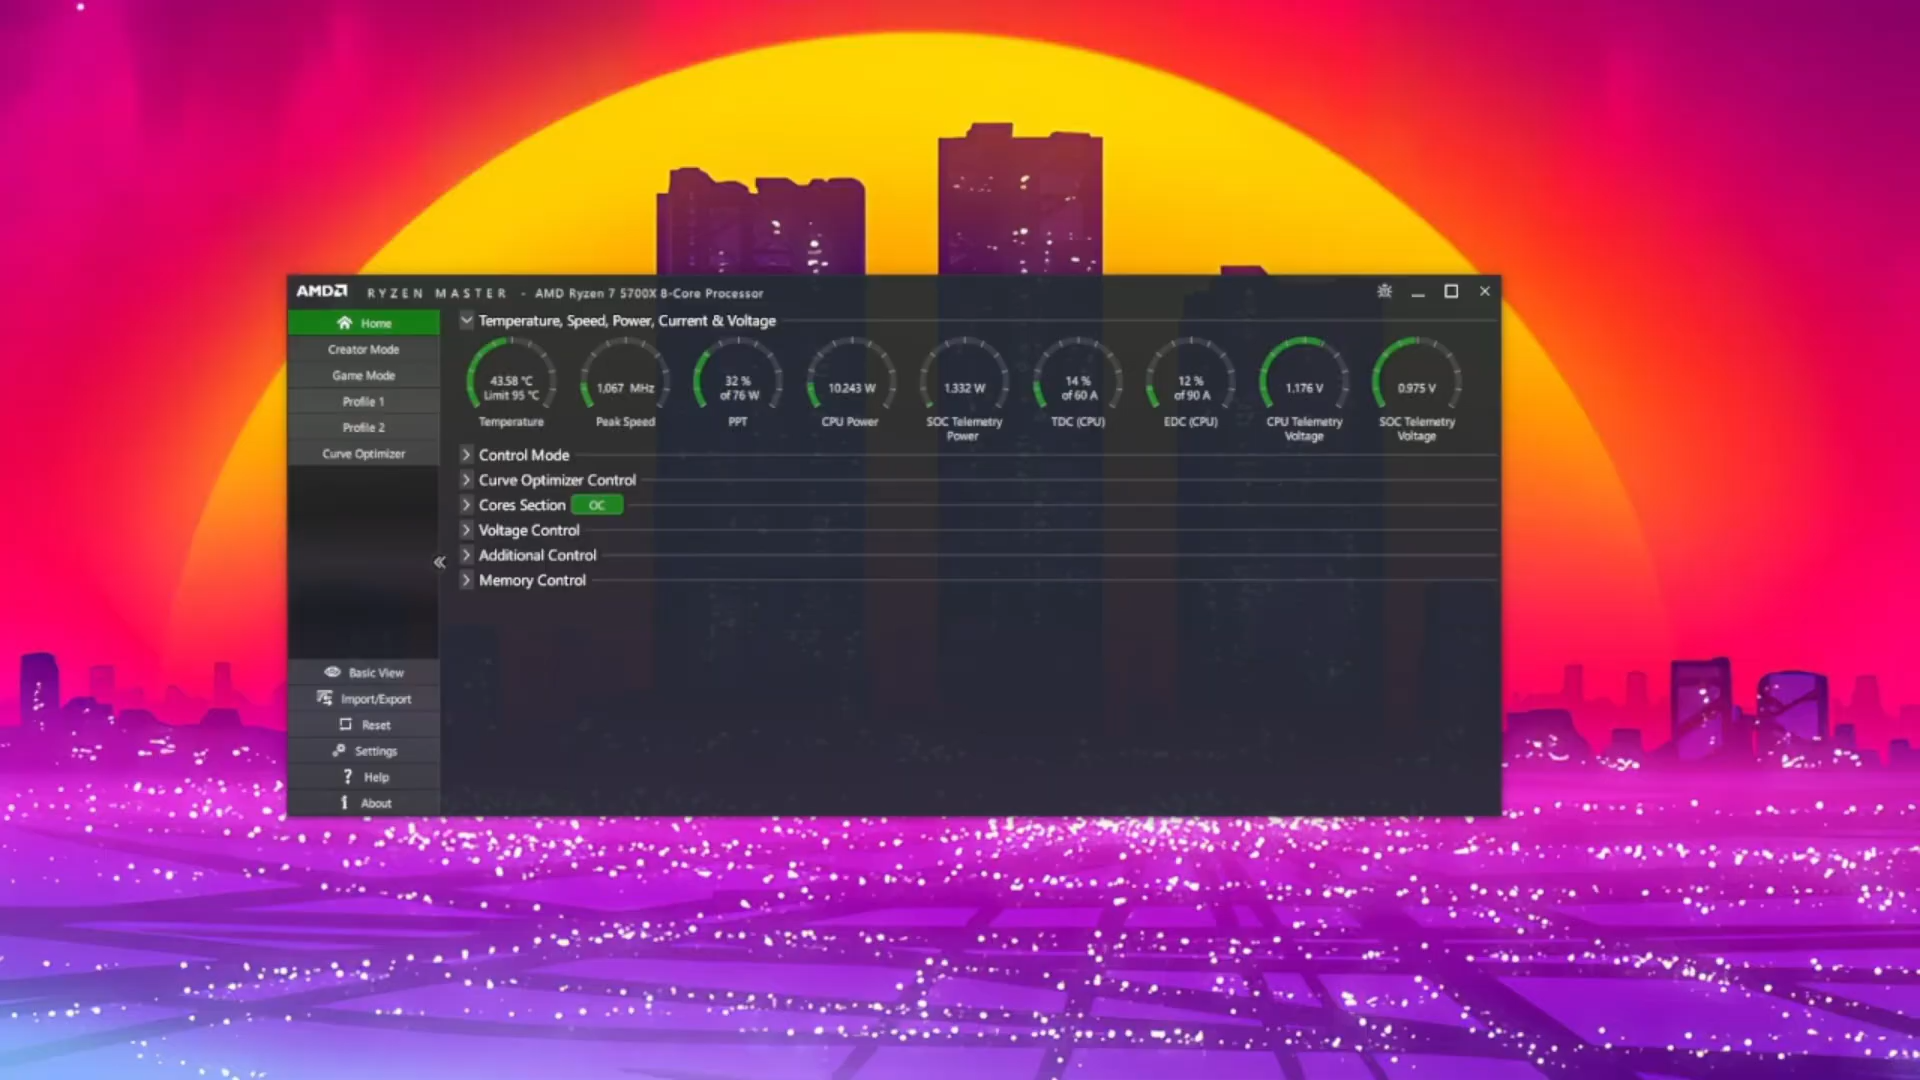 AMD RYZEN MASTER - AMD Ryzen 7 5700X 8-Core Processor
Home
Creator Mode
Game Mode
Profile 1
Profile 2
Curve Optimizer
Basic View
Import/Export
Reset
Settings
Help
About
Temperature, Speed, Power, Current & Voltage
43.58 °C
Limit 95 °C
Temperature
1,067 MHz
Peak Speed
32 %
of 76 W
PPT
10.243 W
CPU Power
1.332 W
SOC Telemetry
Power
14 %
of 60 A
TDC (CPU)
12 %
of 90 A
EDC (CPU)
1.176 V
CPU Telemetry
Voltage
0.975 V
SOC Telemetry
Voltage
Control Mode
Curve Optimizer Control
Cores Section OC
Voltage Control
Additional Control
Memory Control